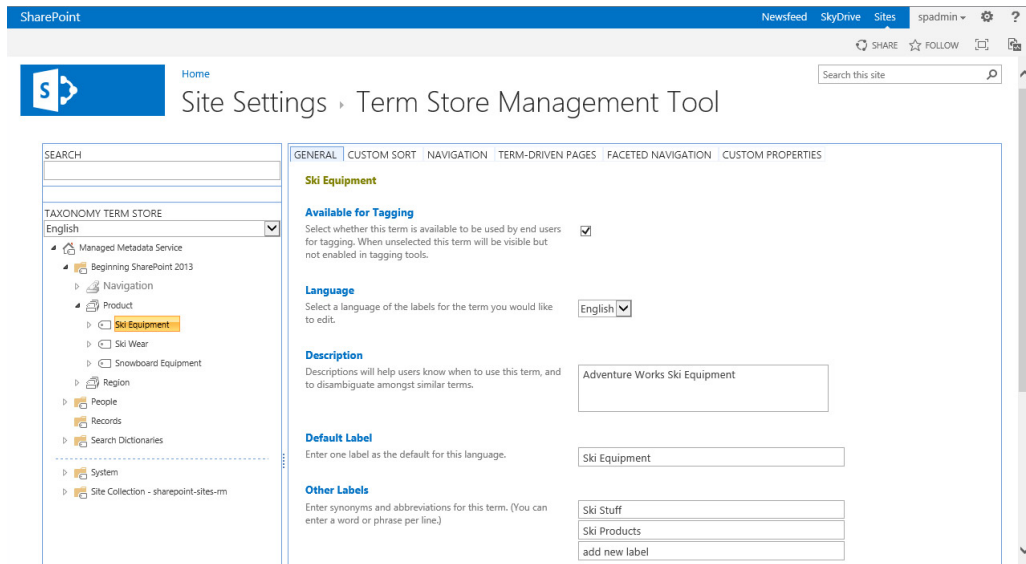 SharePoint
Newsfeed SkyDrive Sites spadmin ?
SHARE FOLLOW
S
Home
Search this site
Site Settings Term Store Management Tool
SEARCH
TAXONOMY TERM STORE
English
Managed Metadata Service
Beginning SharePoint 2013
Navigation
Product
Ski Equipment
Ski Wear
Snowboard Equipment
Region
People
Records
Search Dictionaries
System
Site Collection - sharepoint-sites-rm
GENERAL CUSTOM SORT NAVIGATION TERM-DRIVEN PAGES FACETED NAVIGATION CUSTOM PROPERTIES
Ski Equipment
Available for Tagging
Select whether this term is available to be used by end users
for tagging. When unselected this term will be visible but
not enabled in tagging tools.
Language
Select a language of the labels for the term you would like
to edit.
English
Description
Descriptions will help users know when to use this term, and
to disambiguate amongst similar terms.
Adventure Works Ski Equipment
Default Label
Enter one label as the default for this language.
Ski Equipment
Other Labels
Enter synonyms and abbreviations for this term. (You can
enter a word or phrase per line.)
Ski Stuff
Ski Products
add new label